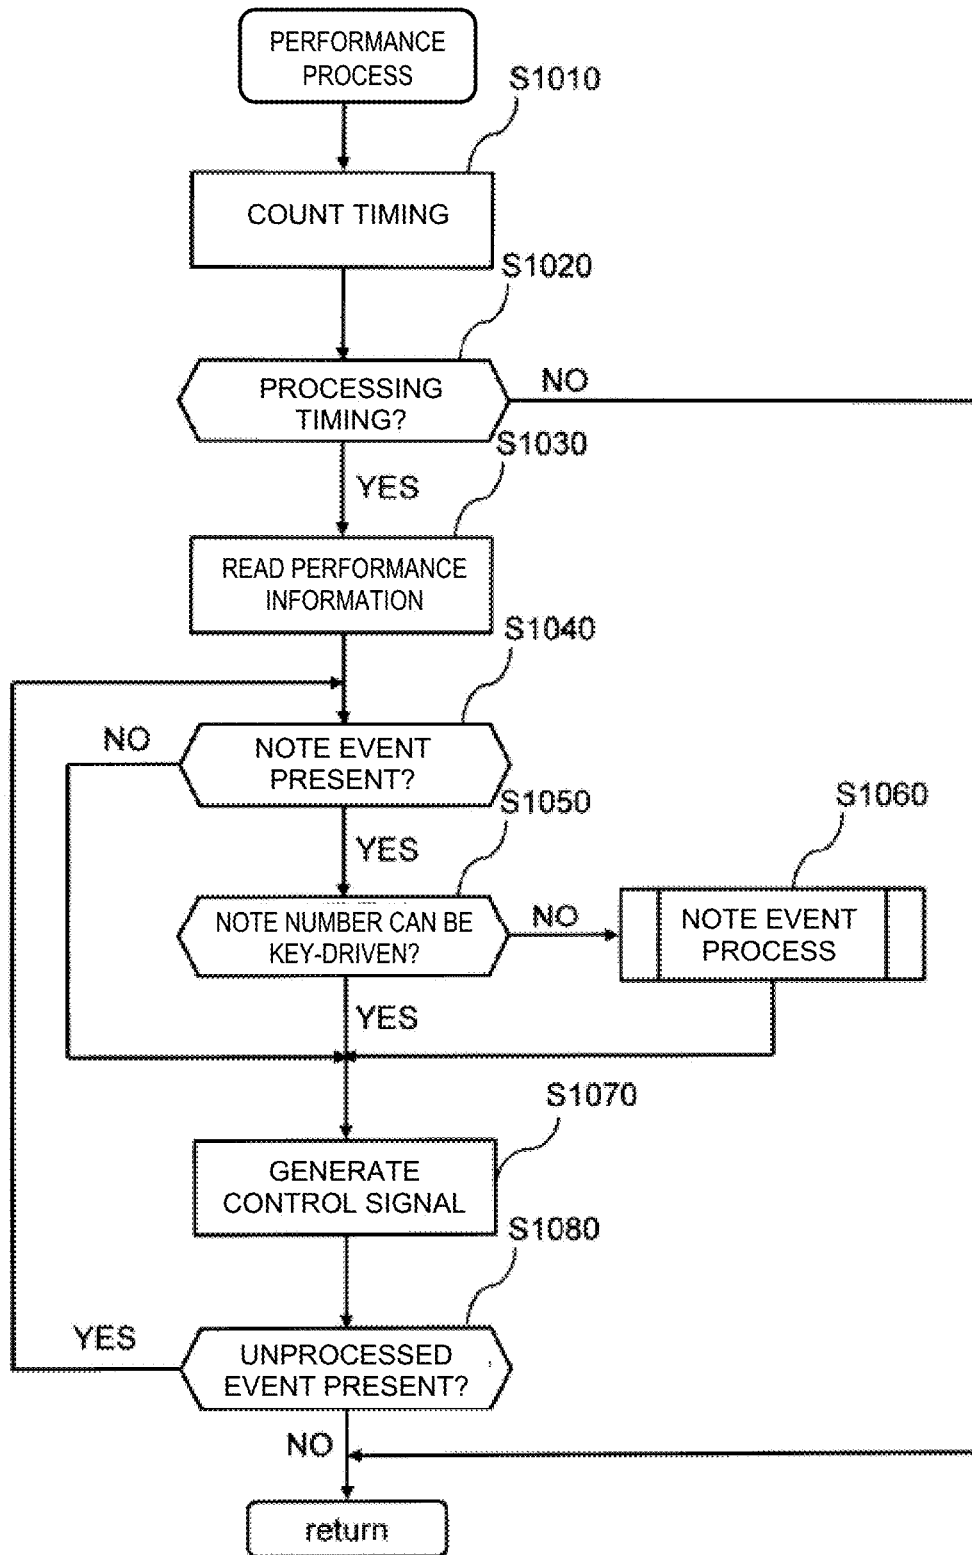 PERFORMANCE
PROCESS
S1010
COUNT TIMING
S1020
PROCESSING
TIMING?
NO
S1030
YES
READ PERFORMANCE
INFORMATION
S1040
NO
NOTE EVENT
PRESENT?
S1050
S1060
YES
NOTE NUMBER CAN BE
KEY-DRIVEN?
NO
NOTE EVENT
PROCESS
YES
S1070
GENERATE
CONTROL SIGNAL
S1080
YES
UNPROCESSED
EVENT PRESENT?
NO
return